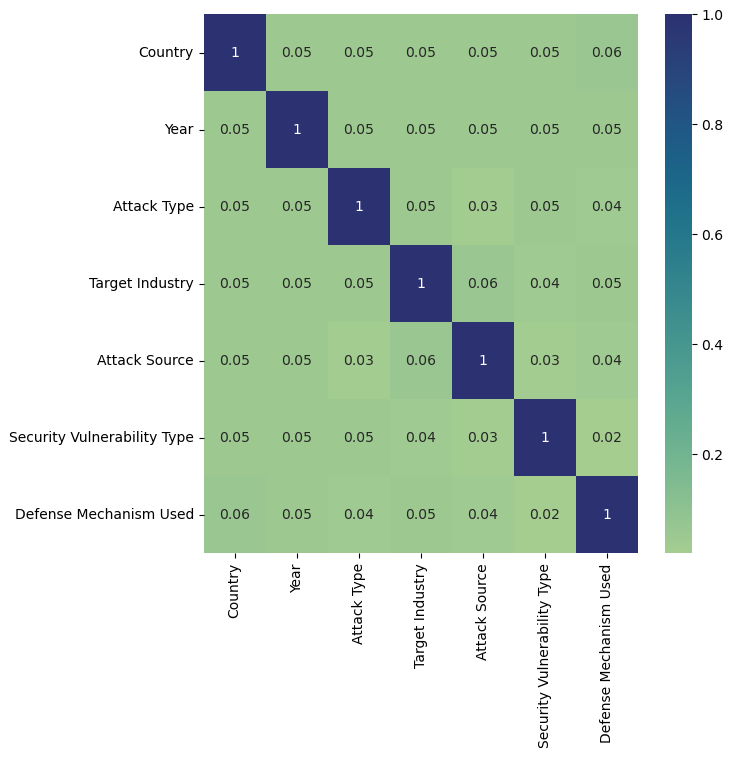 Country 1 0.05 0.05 0.05 0.05 0.05 0.06
Year 0.05 1 0.05 0.05 0.05 0.05 0.05
Attack Type 0.05 0.05 1 0.05 0.03 0.05 0.04
Target Industry 0.05 0.05 0.05 1 0.06 0.04 0.05
Attack Source 0.05 0.05 0.03 0.06 1 0.03 0.04
Security Vulnerability Type 0.05 0.05 0.05 0.04 0.03 1 0.02
Defense Mechanism Used 0.06 0.05 0.04 0.05 0.04 0.02 1
Country
Year
Attack Type
Target Industry
Attack Source
Security Vulnerability Type
Defense Mechanism Used
1.0
0.8
0.6
0.4
0.2